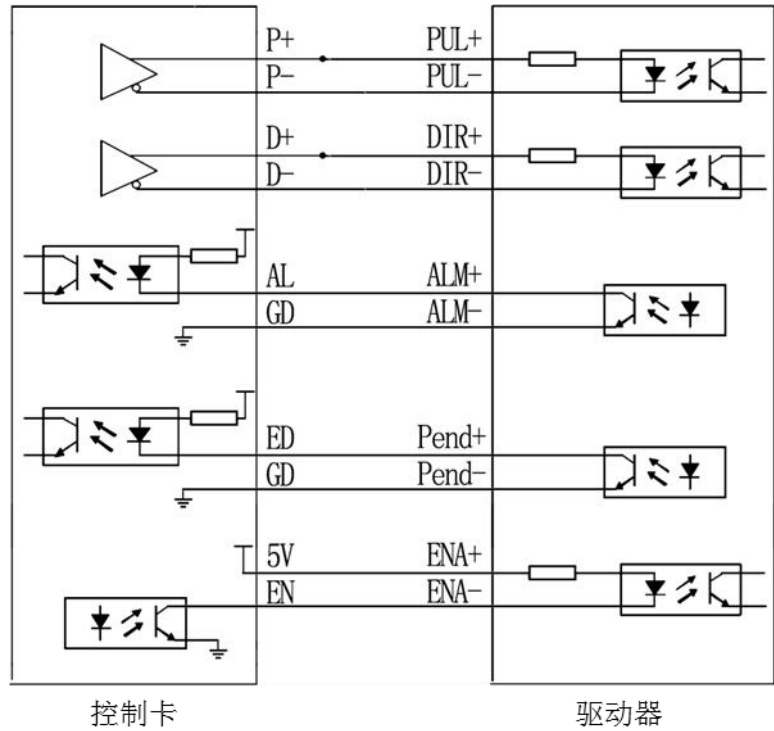 P+ PUL+
P- PUL-
D+ DIR+
D- DIR-
AL ALM+
GD ALM-
ED Pend+
GD Pend-
5V ENA+
EN ENA-
控制卡 驱动器